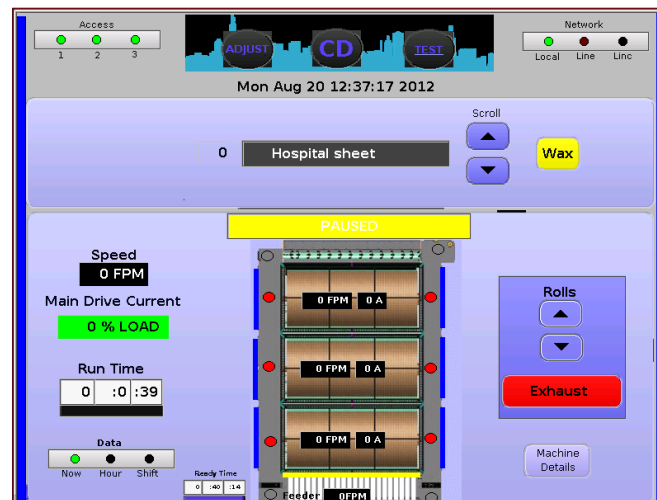 Access
1 2 3
ADJUST CD TEST
Network
Local Line Linc
Mon Aug 20 12:37:17 2012
Scroll
0 Hospital sheet
Wax
PAUSED
Speed
0 FPM
Main Drive Current
0 % LOAD
Run Time
0 :0 :39
Data
Now Hour Shift
Ready Time
0 :40 :14
0 FPM 0 A
0 FPM 0 A
0 FPM 0 A
Feeder 0FPM
Rolls
Exhaust
Machine
Details